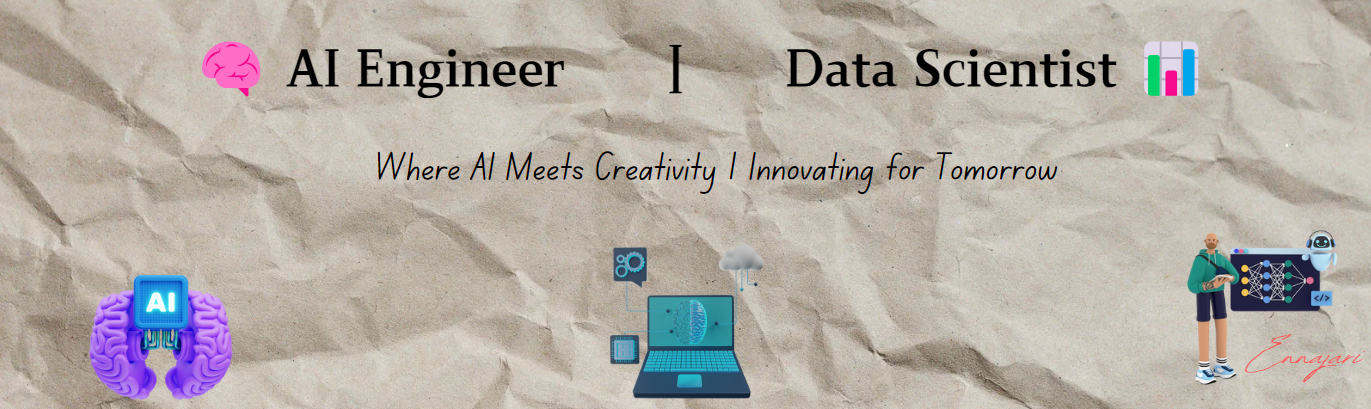 AI Engineer | Data Scientist
Where AI Meets Creativity | Innovating for Tomorrow
AI
</>
Ennajari